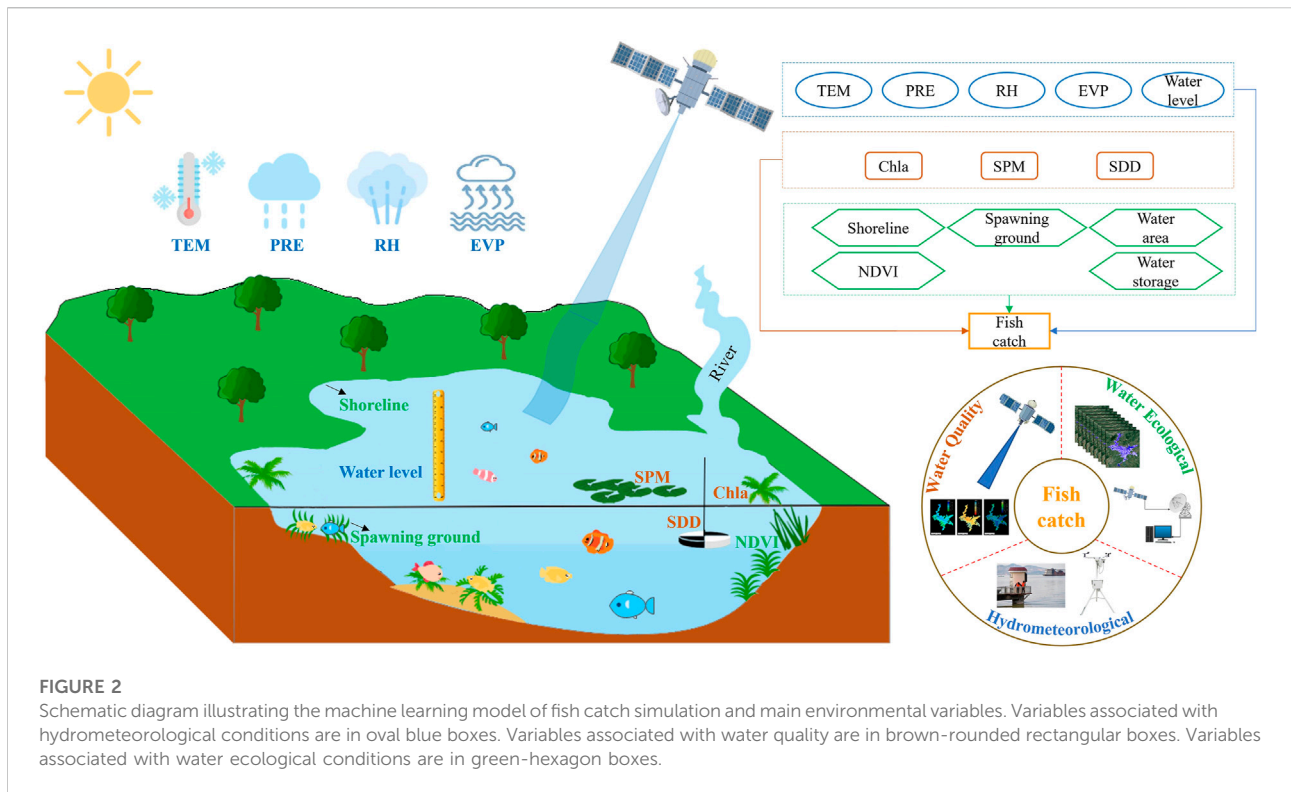 TEM
PRE
RH
EVP
TEM
PRE
RH
EVP
Water
level
Chla
SPM
SDD
Shoreline
Spawning
ground
Water
area
NDVI
Water
storage
Fish
catch
River
Shoreline
Water level
SPM
Chla
SDD
Spawning ground
NDVI
Water Quality
Water Ecological
Hydrometeorological
Fish
catch
FIGURE 2
Schematic diagram illustrating the machine learning model of fish catch simulation and main environmental variables. Variables associated with
hydrometeorological conditions are in oval blue boxes. Variables associated with water quality are in brown-rounded rectangular boxes. Variables
associated with water ecological conditions are in green-hexagon boxes.